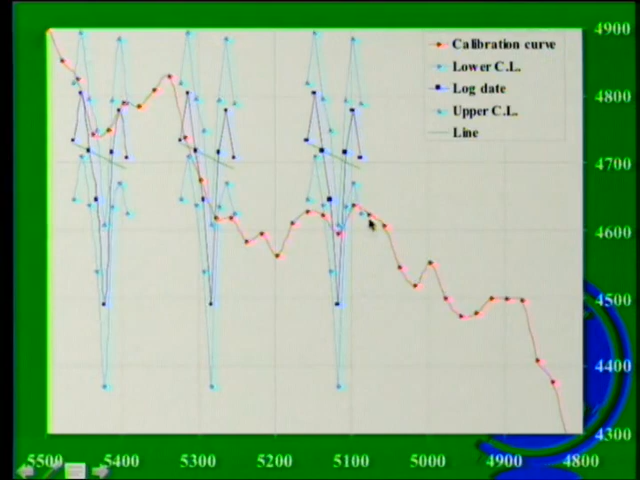 Calibration curve
Lower C.L.
Log date
Upper C.L.
Line
4900
4800
4700
4600
4500
4400
4300
5500 5400 5300 5200 5100 5000 4900 4800